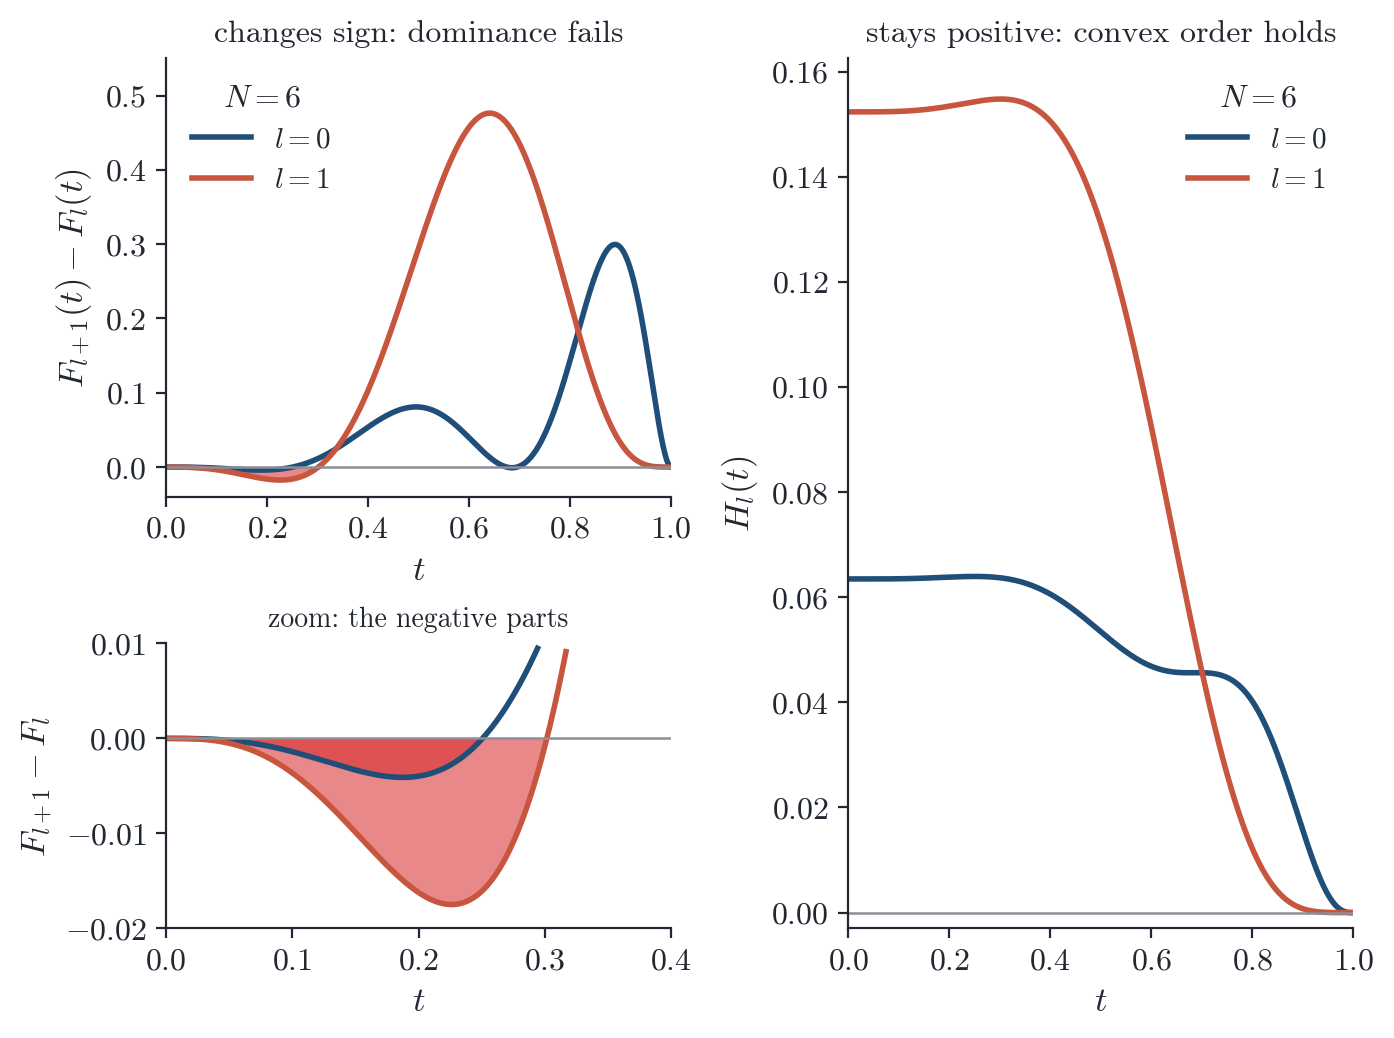 changes sign: dominance fails
F_{l+1}(t) − F_l(t)
N = 6
l = 0
l = 1
0.5
0.4
0.3
0.2
0.1
0.0
0.0 0.2 0.4 0.6 0.8 1.0
t
zoom: the negative parts
F_{l+1} − F_l
0.01
0.00
−0.01
−0.02
0.0 0.1 0.2 0.3 0.4
t
stays positive: convex order holds
H_l(t)
N = 6
l = 0
l = 1
0.16
0.14
0.12
0.10
0.08
0.06
0.04
0.02
0.00
0.0 0.2 0.4 0.6 0.8 1.0
t